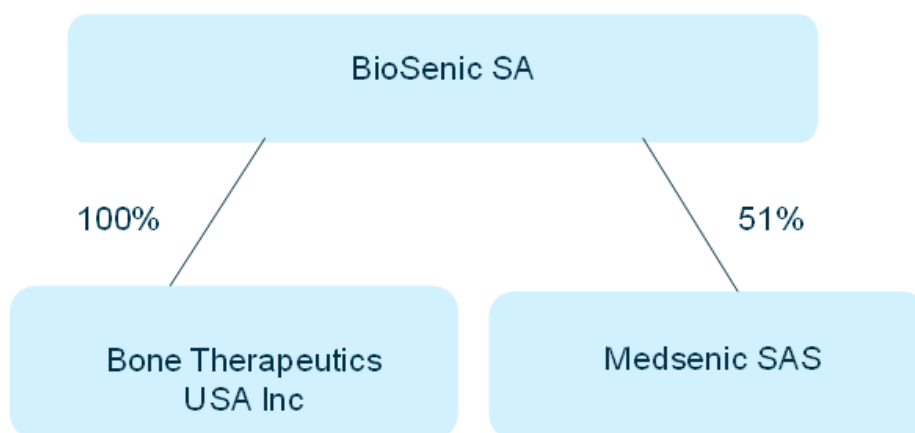 BioSenic SA
100%
51%
Bone Therapeutics
USA Inc
Medsenic SAS